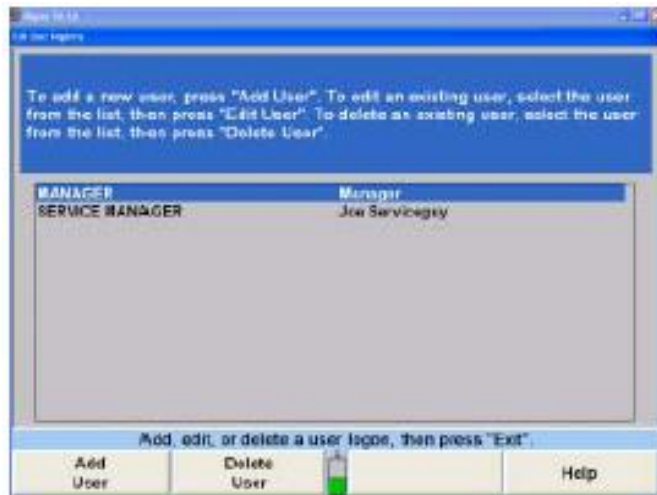 Edit User Logons
To add a new user, press "Add User". To edit an existing user, select the user
from the list, then press "Edit User". To delete an existing user, select the user
from the list, then press "Delete User".
MANAGER Manager
SERVICE MANAGER Joe Serviceguy
Add, edit, or delete a user logon, then press "Exit".
Add
User
Delete
User
Help